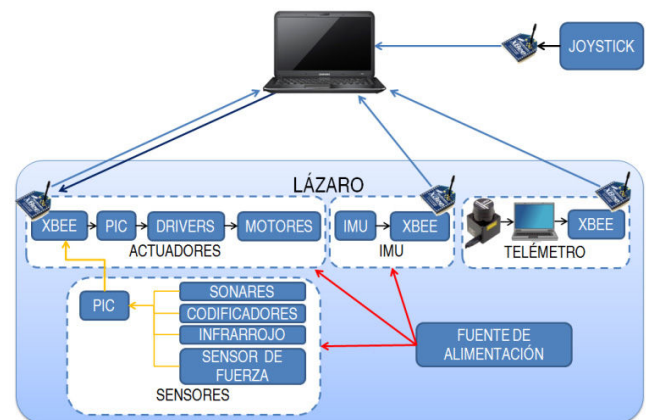 JOYSTICK
LÁZARO
XBEE
PIC
DRIVERS
MOTORES
ACTUADORES
IMU
XBEE
IMU
XBEE
TELÉMETRO
PIC
SONARES
CODIFICADORES
INFRARROJO
SENSOR DE
FUERZA
SENSORES
FUENTE DE
ALIMENTACIÓN